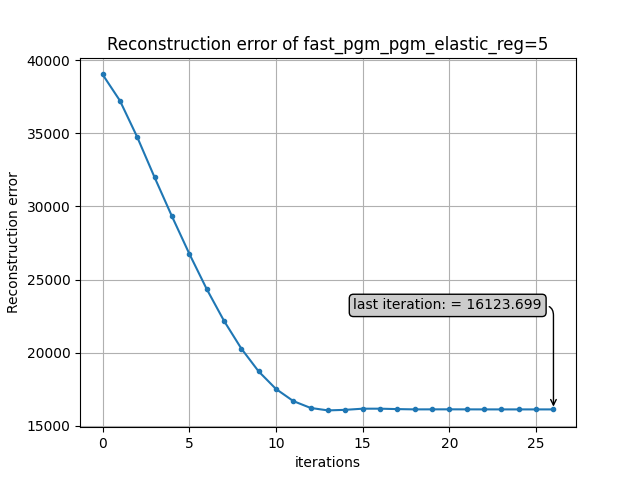 Reconstruction error of fast_pgm_pgm_elastic_reg=5
40000
35000
30000
25000
20000
15000
Reconstruction error
last iteration: = 16123.699
0 5 10 15 20 25
iterations